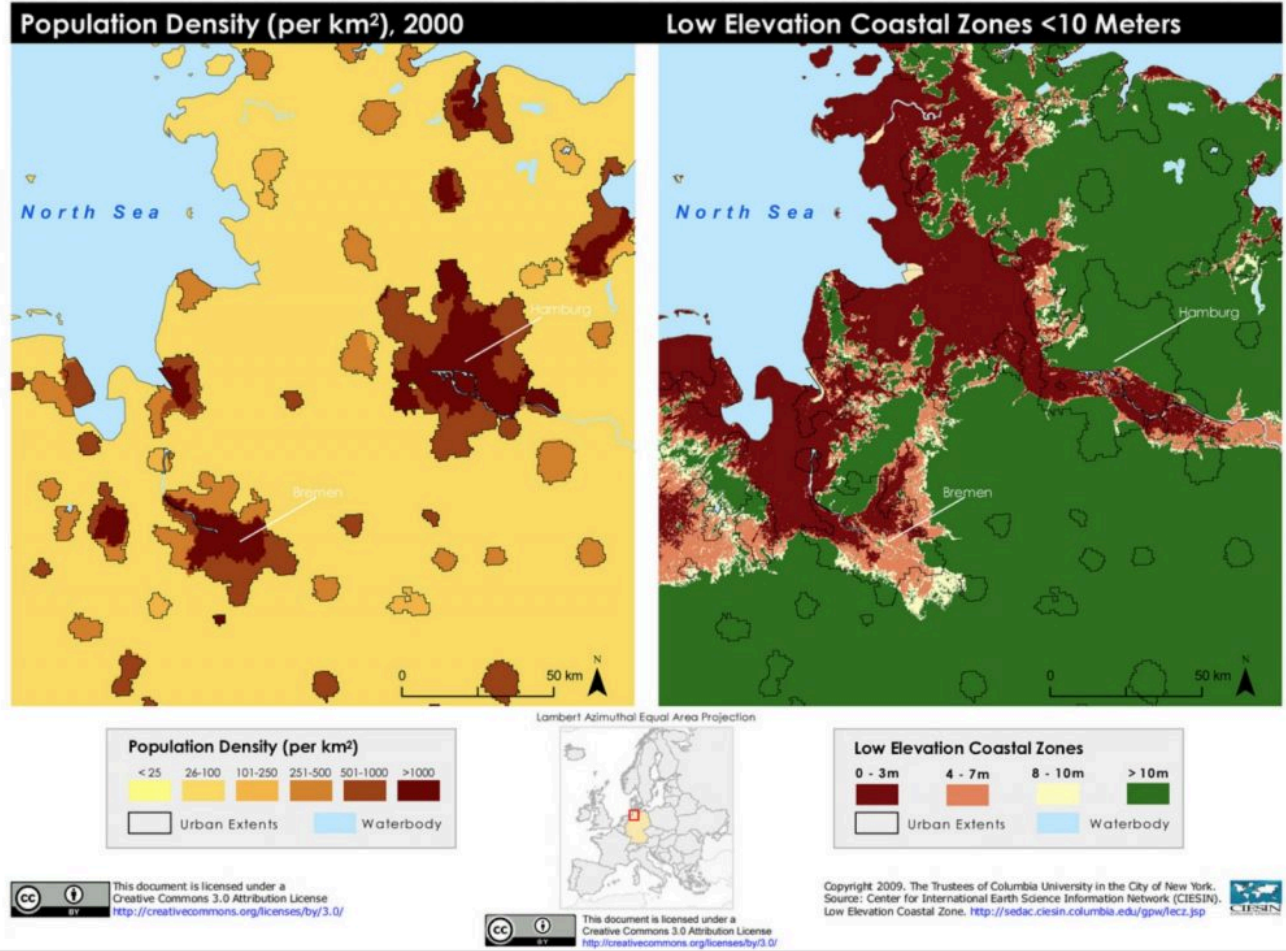 Population Density (per km²), 2000
Low Elevation Coastal Zones <10 Meters
North Sea
Hamburg
Bremen
0
50 km
N
North Sea
Hamburg
Bremen
0
50 km
N
Lambert Azimuthal Equal Area Projection
Population Density (per km²)
< 25 26-100 101-250 251-500 501-1000 >1000
Urban Extents Waterbody
Low Elevation Coastal Zones
0 - 3m 4 - 7m 8 - 10m > 10m
Urban Extents Waterbody
cc BY
This document is licensed under a
Creative Commons 3.0 Attribution License
http://creativecommons.org/licenses/by/3.0/
cc BY
This document is licensed under a
Creative Commons 3.0 Attribution License
http://creativecommons.org/licenses/by/3.0/
Copyright 2009. The Trustees of Columbia University in the City of New York.
Source: Center for International Earth Science Information Network (CIESIN).
Low Elevation Coastal Zone. http://sedac.ciesin.columbia.edu/gpw/lecz.jsp
CIESIN